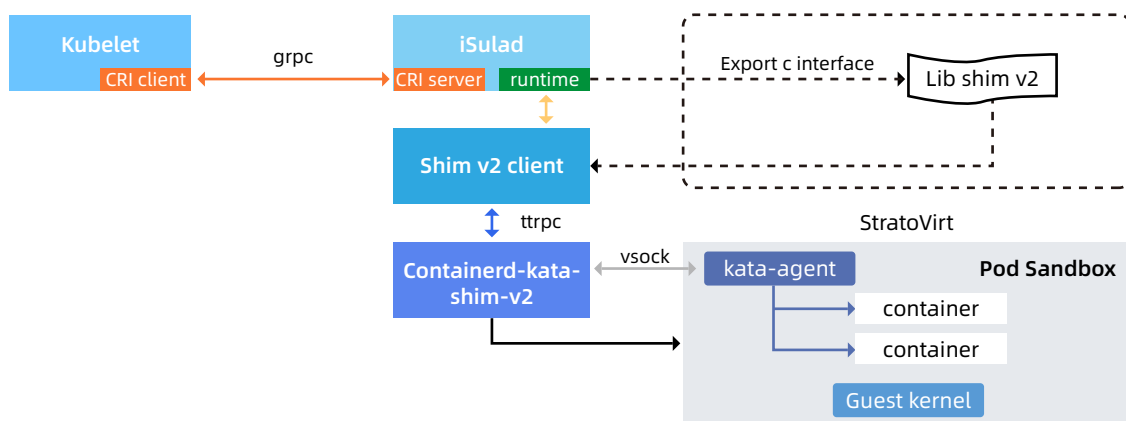 Kubelet
CRI client
grpc
iSulad
CRI server
runtime
Export c interface
Lib shim v2
Shim v2 client
ttrpc
StratoVirt
Containerd-kata-
shim-v2
vsock
kata-agent
Pod Sandbox
container
container
Guest kernel